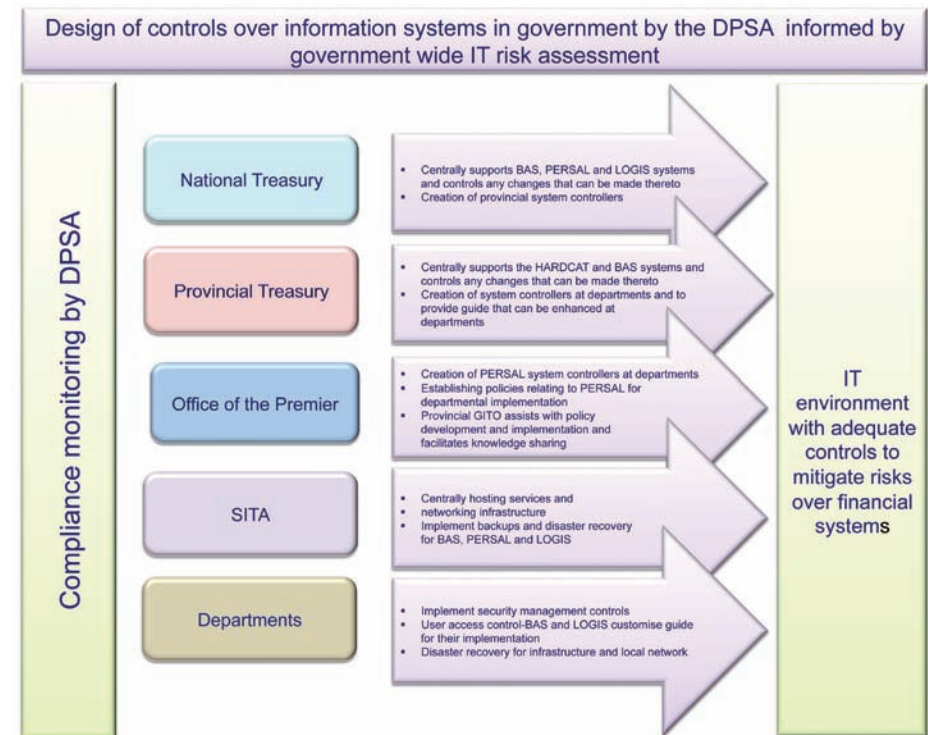 Design of controls over information systems in government by the DPSA informed by
government wide IT risk assessment
Compliance monitoring by DPSA
National Treasury
• Centrally supports BAS, PERSAL and LOGIS systems
and controls any changes that can be made thereto
• Creation of provincial system controllers
Provincial Treasury
• Centrally supports the HARDCAT and BAS systems and
controls any changes that can be made thereto
• Creation of system controllers at departments and to
provide guide that can be enhanced at
departments
Office of the Premier
• Creation of PERSAL system controllers at departments
• Establishing policies relating to PERSAL for
departmental implementation
• Provincial GITO assists with policy
development and implementation and
facilitates knowledge sharing
SITA
• Centrally hosting services and
• networking infrastructure
• Implement backups and disaster recovery
for BAS, PERSAL and LOGIS
Departments
• Implement security management controls
• User access control-BAS and LOGIS customise guide
for their implementation
• Disaster recovery for infrastructure and local network
IT
environment
with adequate
controls to
mitigate risks
over financial
systems